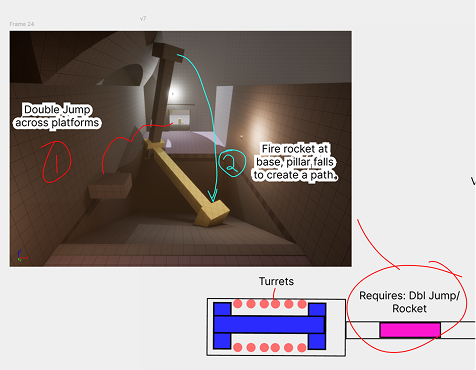 v7
Frame 24
Double Jump
across platforms
1
2
Fire rocket at
base, pillar falls
to create a path.
Turrets
Requires: Dbl Jump/
Rocket